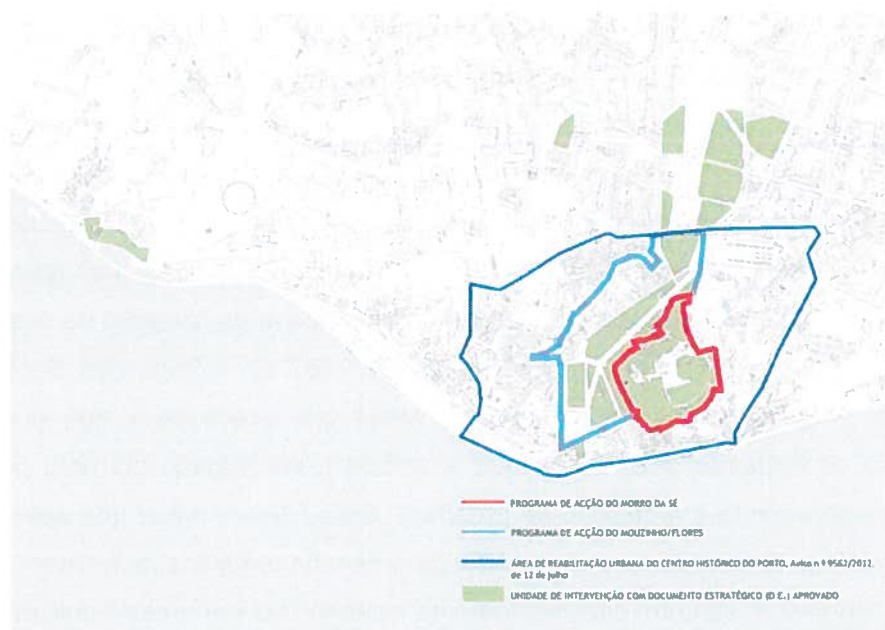 PROGRAMA DE ACÇÃO DO MORRO DA SÉ
PROGRAMA DE ACÇÃO DO MOUZINHO/FLORES
ÁREA DE REABILITAÇÃO URBANA DO CENTRO HISTÓRICO DO PORTO, Aviso n.º 9562/2012,
de 12 de julho
UNIDADE DE INTERVENÇÃO COM DOCUMENTO ESTRATÉGICO (D.E.) APROVADO